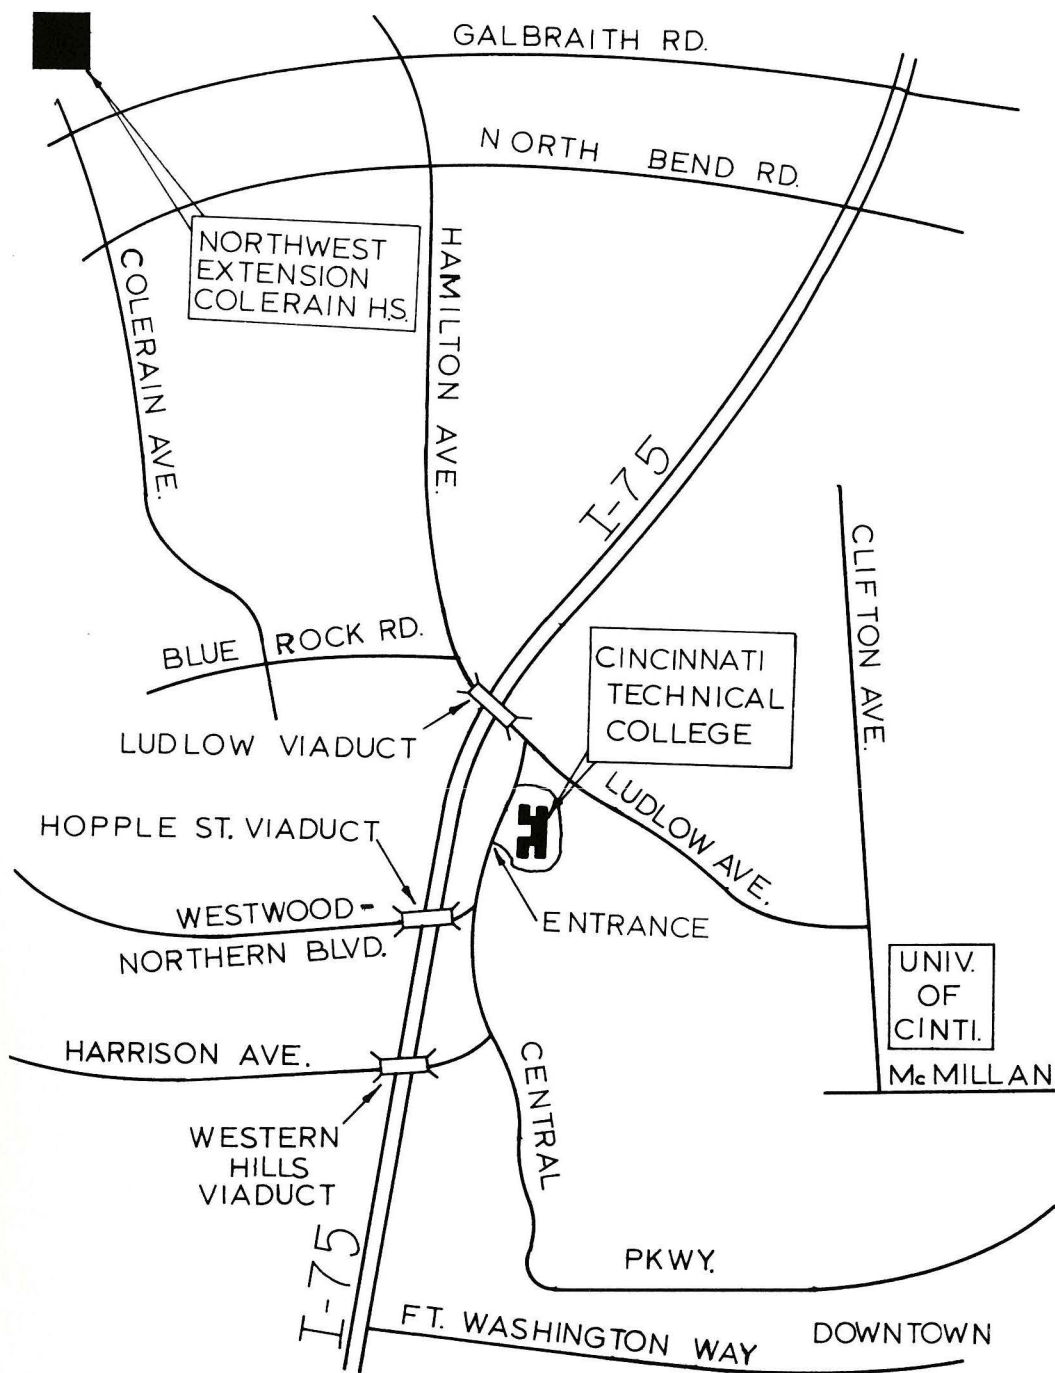 GALBRAITH RD.
NORTH BEND RD.
NORTHWEST
EXTENSION
COLERAIN H.S.
COLERAIN AVE.
HAMILTON AVE.
I-75
CLIFTON AVE.
BLUE ROCK RD.
CINCINNATI
TECHNICAL
COLLEGE
LUDLOW VIADUCT
LUDLOW AVE.
HOPPLE ST. VIADUCT
WESTWOOD-
NORTHERN BLVD.
ENTRANCE
UNIV.
OF
CINTI.
HARRISON AVE.
McMILLAN
CENTRAL
WESTERN
HILLS
VIADUCT
I-75
PKWY.
FT. WASHINGTON WAY
DOWNTOWN